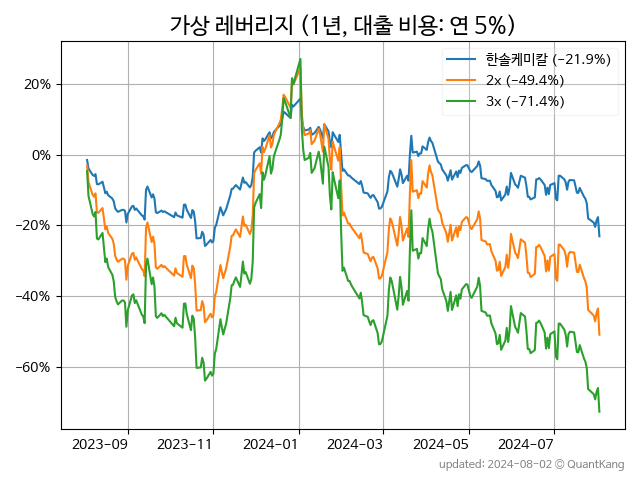 가상 레버리지 (1년, 대출 비용: 연 5%)
한솔케미칼 (−21.9%)
2x (−49.4%)
3x (−71.4%)
20%
0%
−20%
−40%
−60%
2023-09
2023-11
2024-01
2024-03
2024-05
2024-07
updated: 2024-08-02 ⓒ QuantKang